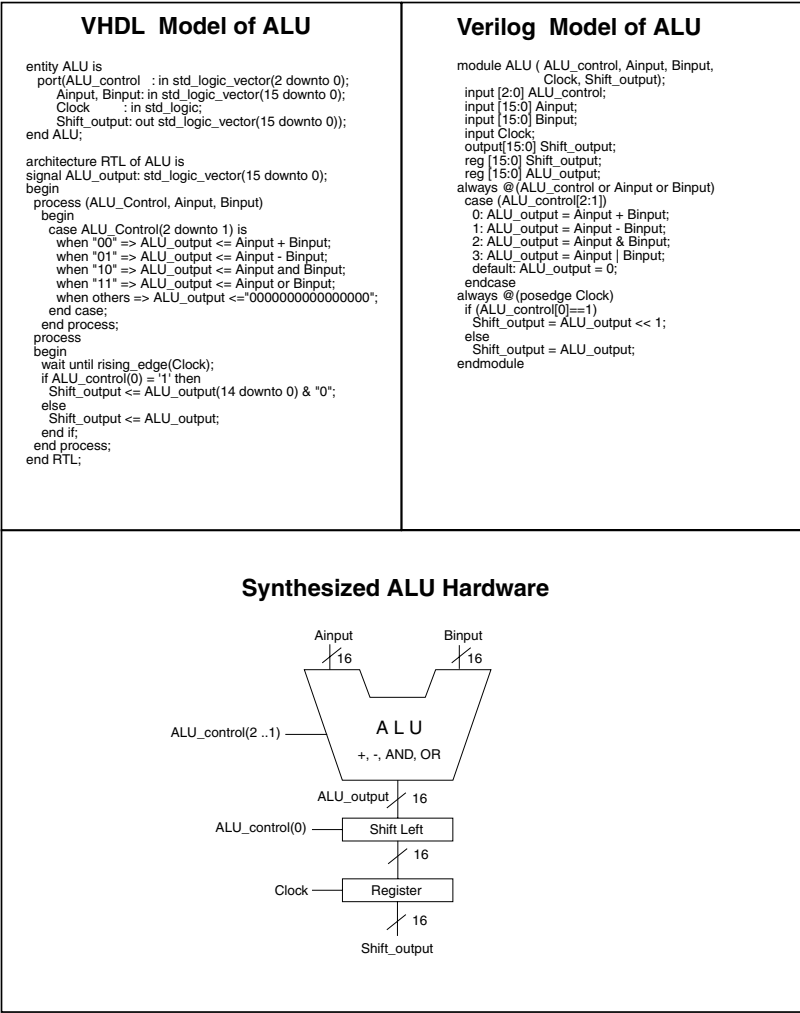 VHDL Model of ALU
entity ALU is
port(ALU_control : in std_logic_vector(2 downto 0);
Ainput, Binput: in std_logic_vector(15 downto 0);
Clock : in std_logic;
Shift_output: out std_logic_vector(15 downto 0));
end ALU;
architecture RTL of ALU is
signal ALU_output: std_logic_vector(15 downto 0);
begin
process (ALU_Control, Ainput, Binput)
begin
case ALU_Control(2 downto 1) is
when "00" => ALU_output <= Ainput + Binput;
when "01" => ALU_output <= Ainput - Binput;
when "10" => ALU_output <= Ainput and Binput;
when "11" => ALU_output <= Ainput or Binput;
when others => ALU_output <="0000000000000000";
end case;
end process;
process
begin
wait until rising_edge(Clock);
if ALU_control(0) = '1' then
Shift_output <= ALU_output(14 downto 0) & "0";
else
Shift_output <= ALU_output;
end if;
end process;
end RTL;
Verilog Model of ALU
module ALU ( ALU_control, Ainput, Binput,
Clock, Shift_output);
input [2:0] ALU_control;
input [15:0] Ainput;
input [15:0] Binput;
input Clock;
output[15:0] Shift_output;
reg [15:0] Shift_output;
reg [15:0] ALU_output;
always @(ALU_control or Ainput or Binput)
case (ALU_control[2:1])
0: ALU_output = Ainput + Binput;
1: ALU_output = Ainput - Binput;
2: ALU_output = Ainput & Binput;
3: ALU_output = Ainput | Binput;
default: ALU_output = 0;
endcase
always @(posedge Clock)
if (ALU_control[0]==1)
Shift_output = ALU_output << 1;
else
Shift_output = ALU_output;
endmodule
Synthesized ALU Hardware
Ainput
Binput
16
16
ALU_control(2 ..1)
A L U
+, -, AND, OR
ALU_output
16
ALU_control(0)
Shift Left
16
Clock
Register
16
Shift_output